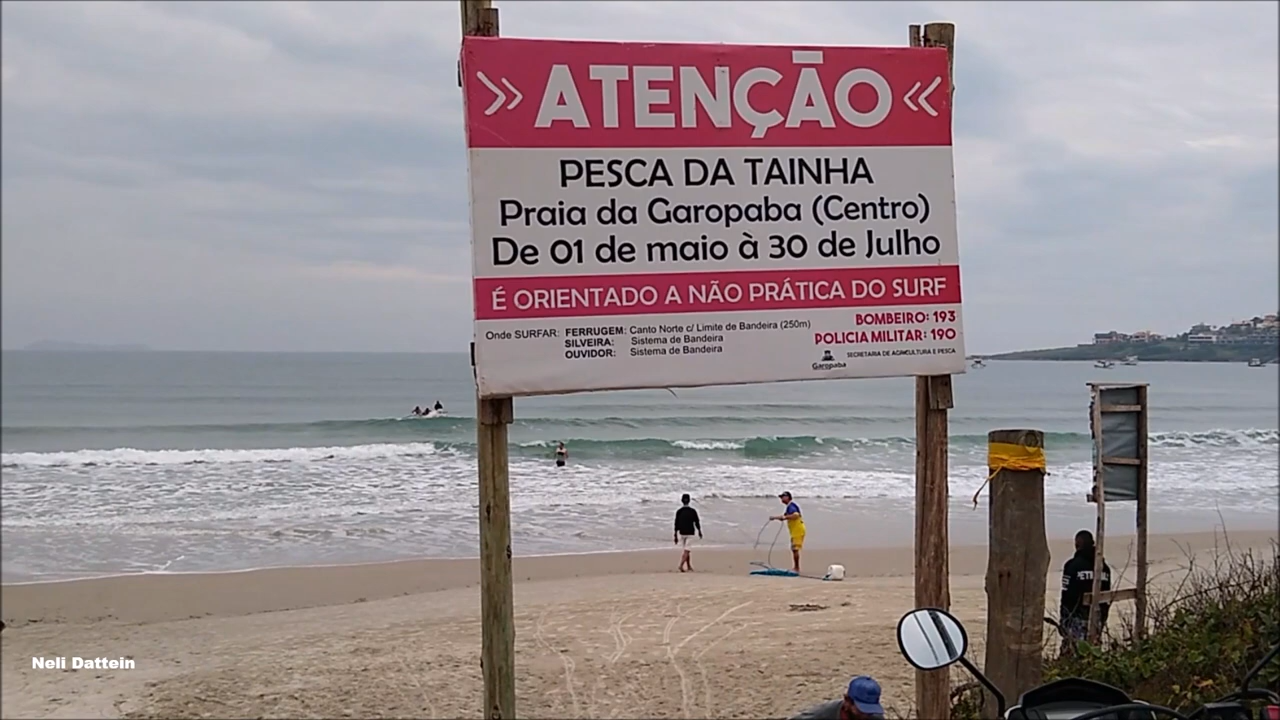 >> ATENÇÃO <<
PESCA DA TAINHA
Praia da Garopaba (Centro)
De 01 de maio à 30 de Julho
É ORIENTADO A NÃO PRÁTICA DO SURF
Onde SURFAR: FERRUGEM: Canto Norte c/ Limite de Bandeira (250m)
SILVEIRA: Sistema de Bandeira
OUVIDOR: Sistema de Bandeira
BOMBEIRO: 193
POLICIA MILITAR: 190
Garopaba SECRETARIA DE AGRICULTURA E PESCA
PETR
Neli Dattein